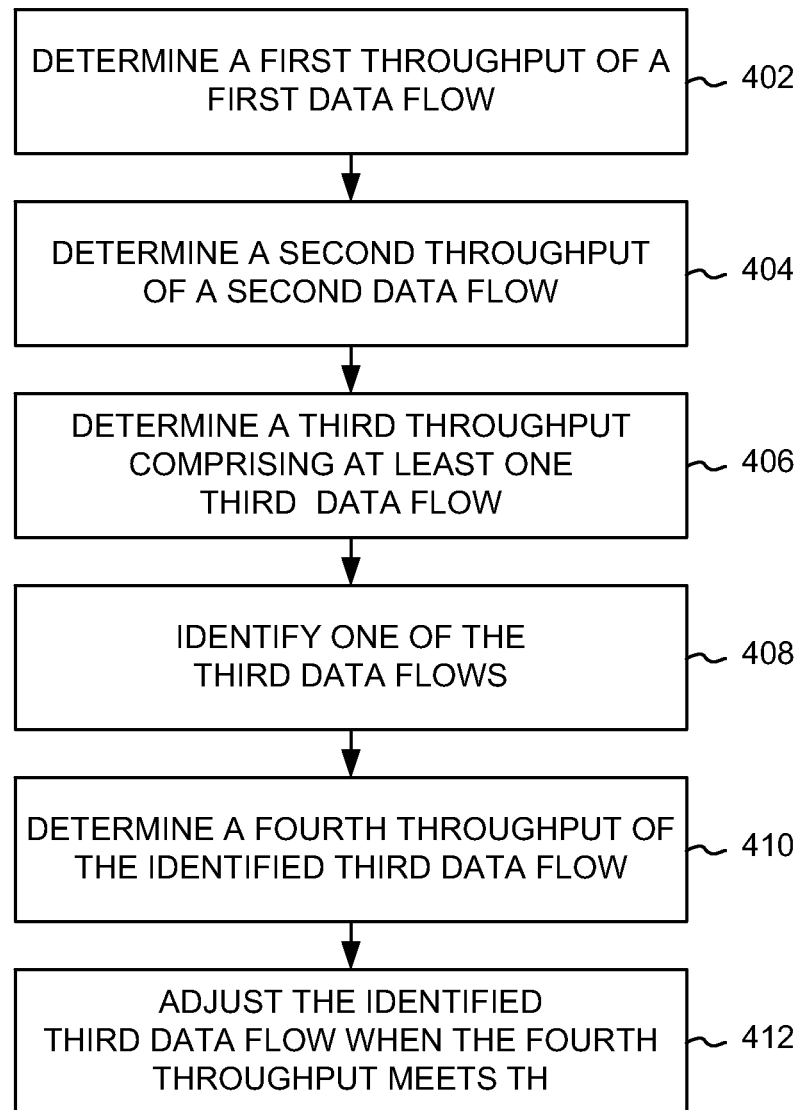 DETERMINE A FIRST THROUGHPUT OF A
FIRST DATA FLOW
402
DETERMINE A SECOND THROUGHPUT
OF A SECOND DATA FLOW
404
DETERMINE A THIRD THROUGHPUT
COMPRISING AT LEAST ONE
THIRD DATA FLOW
406
IDENTIFY ONE OF THE
THIRD DATA FLOWS
408
DETERMINE A FOURTH THROUGHPUT OF
THE IDENTIFIED THIRD DATA FLOW
410
ADJUST THE IDENTIFIED
THIRD DATA FLOW WHEN THE FOURTH
THROUGHPUT MEETS TH
412